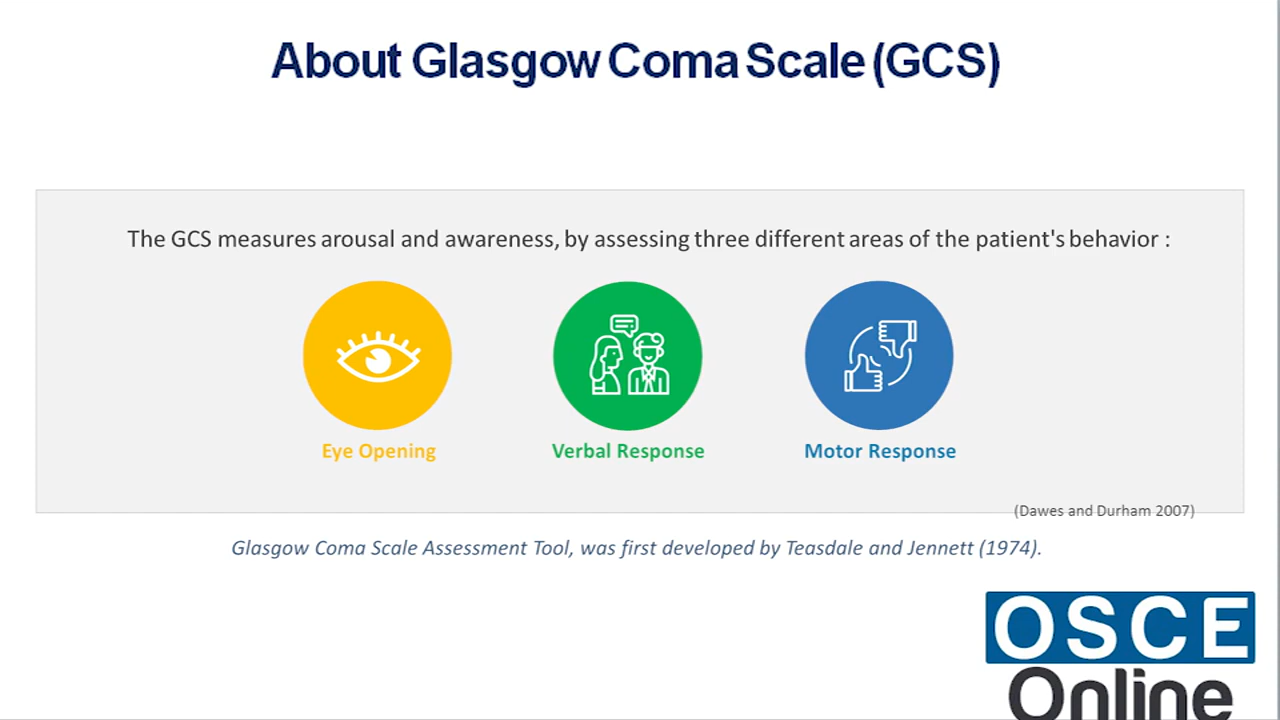 About Glasgow Coma Scale (GCS)
The GCS measures arousal and awareness, by assessing three different areas of the patient's behavior :
Eye Opening
Verbal Response
Motor Response
(Dawes and Durham 2007)
Glasgow Coma Scale Assessment Tool, was first developed by Teasdale and Jennett (1974).
OSCE
Online